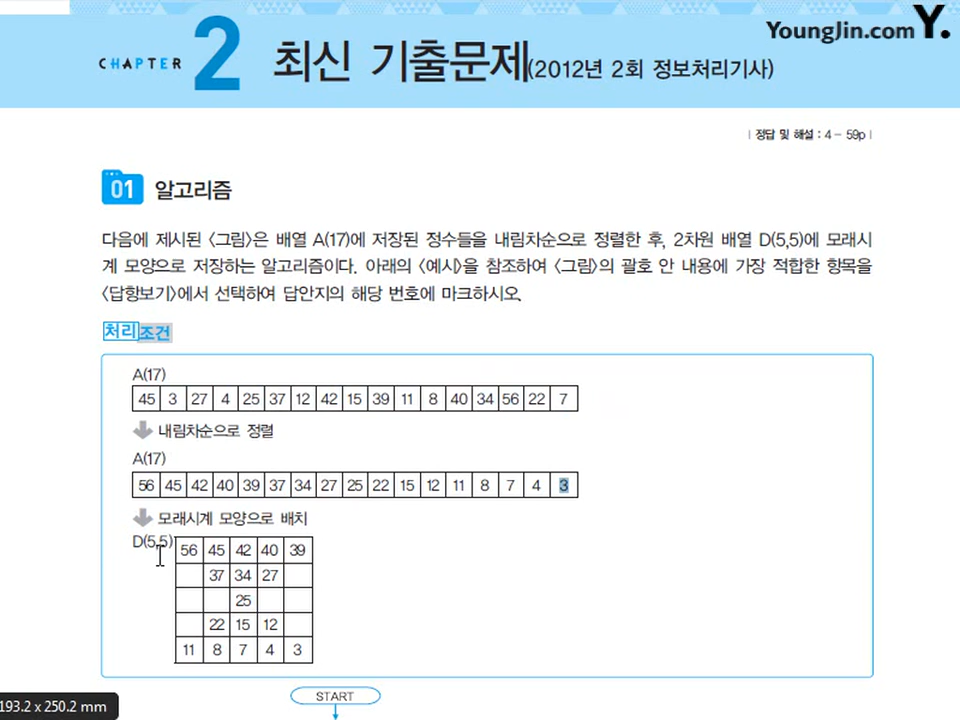 YoungJin.com Y.
CHAPTER 2 최신 기출문제(2012년 2회 정보처리기사)
| 정답 및 해설 : 4 - 59p |
01 알고리즘
다음에 제시된 〈그림〉은 배열 A(17)에 저장된 정수들을 내림차순으로 정렬한 후, 2차원 배열 D(5,5)에 모래시
계 모양으로 저장하는 알고리즘이다. 아래의 〈예시〉을 참조하여 〈그림〉의 괄호 안 내용에 가장 적합한 항목을
〈답항보기〉에서 선택하여 답안지의 해당 번호에 마크하시오.
처리조건
A(17)
45 3 27 4 25 37 12 42 15 39 11 8 40 34 56 22 7
내림차순으로 정렬
A(17)
56 45 42 40 39 37 34 27 25 22 15 12 11 8 7 4 3
모래시계 모양으로 배치
D(5,5)
56 45 42 40 39
37 34 27
25
22 15 12
11 8 7 4 3
START
193.2 x 250.2 mm